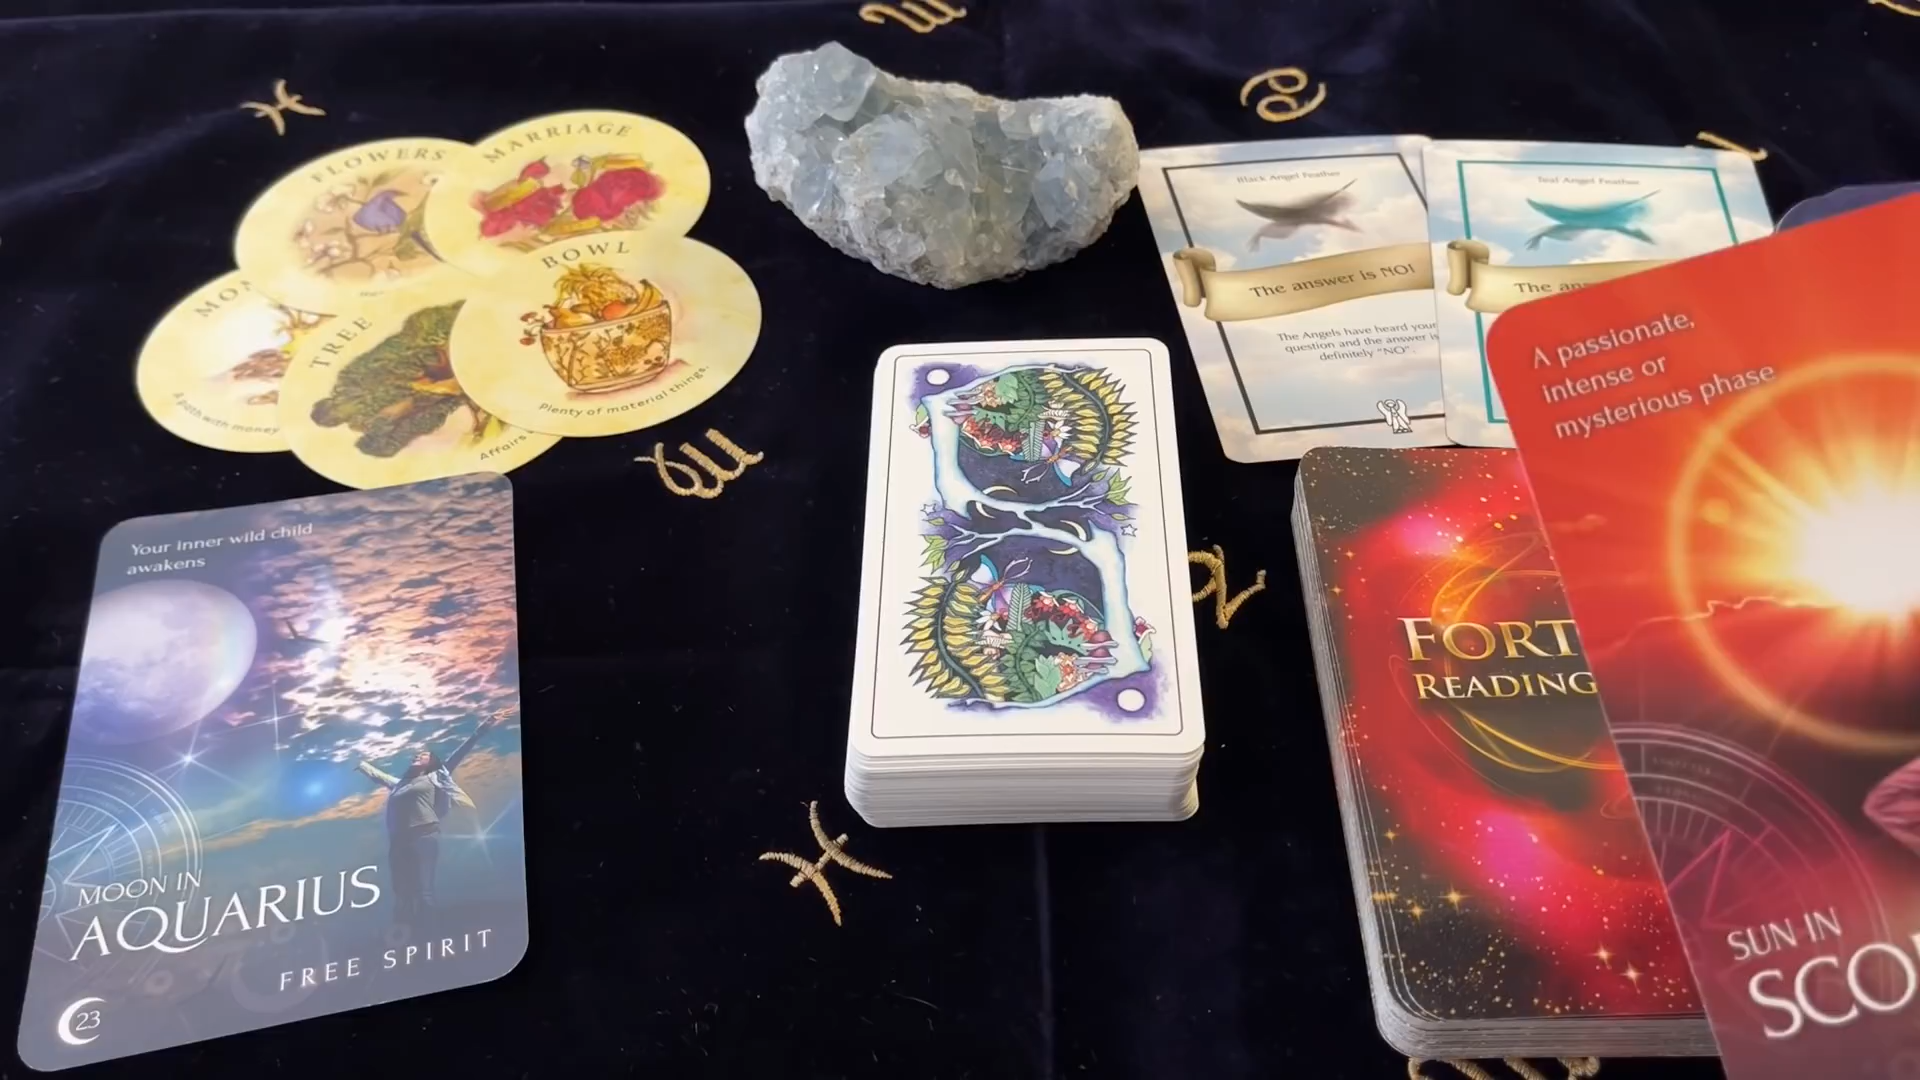 FLOWERS
MARRIAGE
BOWL
Plenty of material things.
TREE
Affairs
A path with money
Black Angel Feather
The answer is NO!
The Angels have heard your
question and the answer is
definitely "NO".
Teal Angel Feather
The
A passionate,
intense or
mysterious phase
SUN IN
Your inner wild child
awakens
MOON IN
AQUARIUS
FREE SPIRIT
23
READING